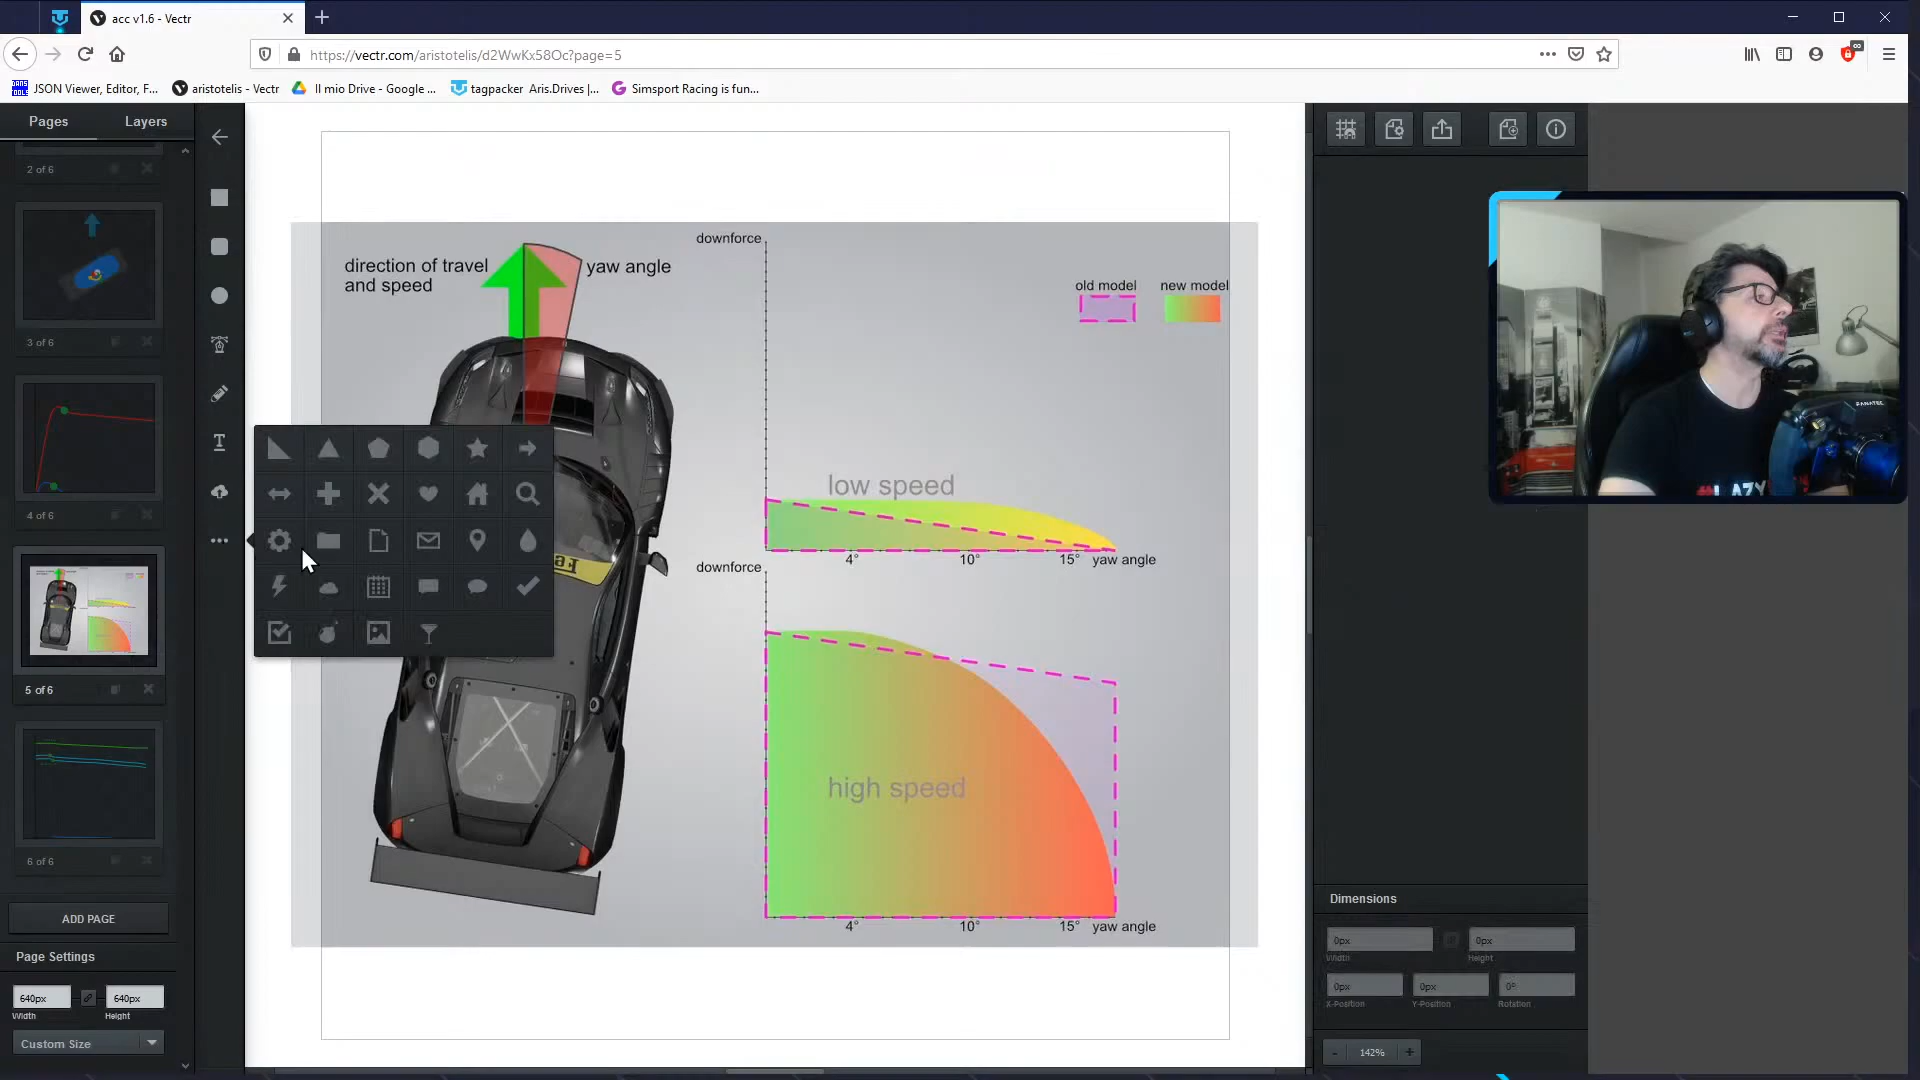 acc v1.6 - Vectr
https://vectr.com/aristotelis/d2WwKx58Oc?page=5
JSON Viewer, Editor, F...
aristotelis - Vectr
Il mio Drive - Google ...
tagpacker Aris.Drives |...
Simsport Racing is fun...
Pages
Layers
2 of 6
3 of 6
4 of 6
5 of 6
6 of 6
ADD PAGE
Page Settings
640px
640px
Width
Height
Custom Size
direction of travel
and speed
yaw angle
downforce
old model
new model
low speed
4°
10°
15°
yaw angle
downforce
high speed
4°
10°
15°
yaw angle
FANATEC
Dimensions
0px
0px
Width
Height
0px
0px
0°
X-Position
Y-Position
Rotation
-
142%
+